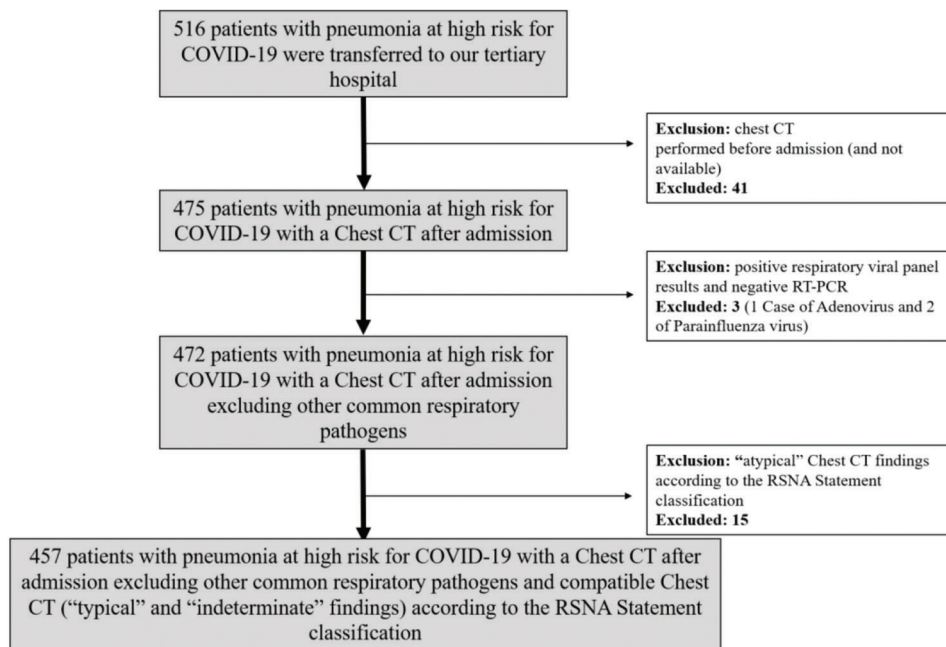 516 patients with pneumonia at high risk for
COVID-19 were transferred to our tertiary
hospital
Exclusion: chest CT
performed before admission (and not
available)
Excluded: 41
475 patients with pneumonia at high risk for
COVID-19 with a Chest CT after admission
Exclusion: positive respiratory viral panel
results and negative RT-PCR
Excluded: 3 (1 Case of Adenovirus and 2
of Parainfluenza virus)
472 patients with pneumonia at high risk for
COVID-19 with a Chest CT after admission
excluding other common respiratory
pathogens
Exclusion: “atypical” Chest CT findings
according to the RSNA Statement
classification
Excluded: 15
457 patients with pneumonia at high risk for COVID-19 with a Chest CT after
admission excluding other common respiratory pathogens and compatible Chest
CT (“typical” and “indeterminate” findings) according to the RSNA Statement
classification